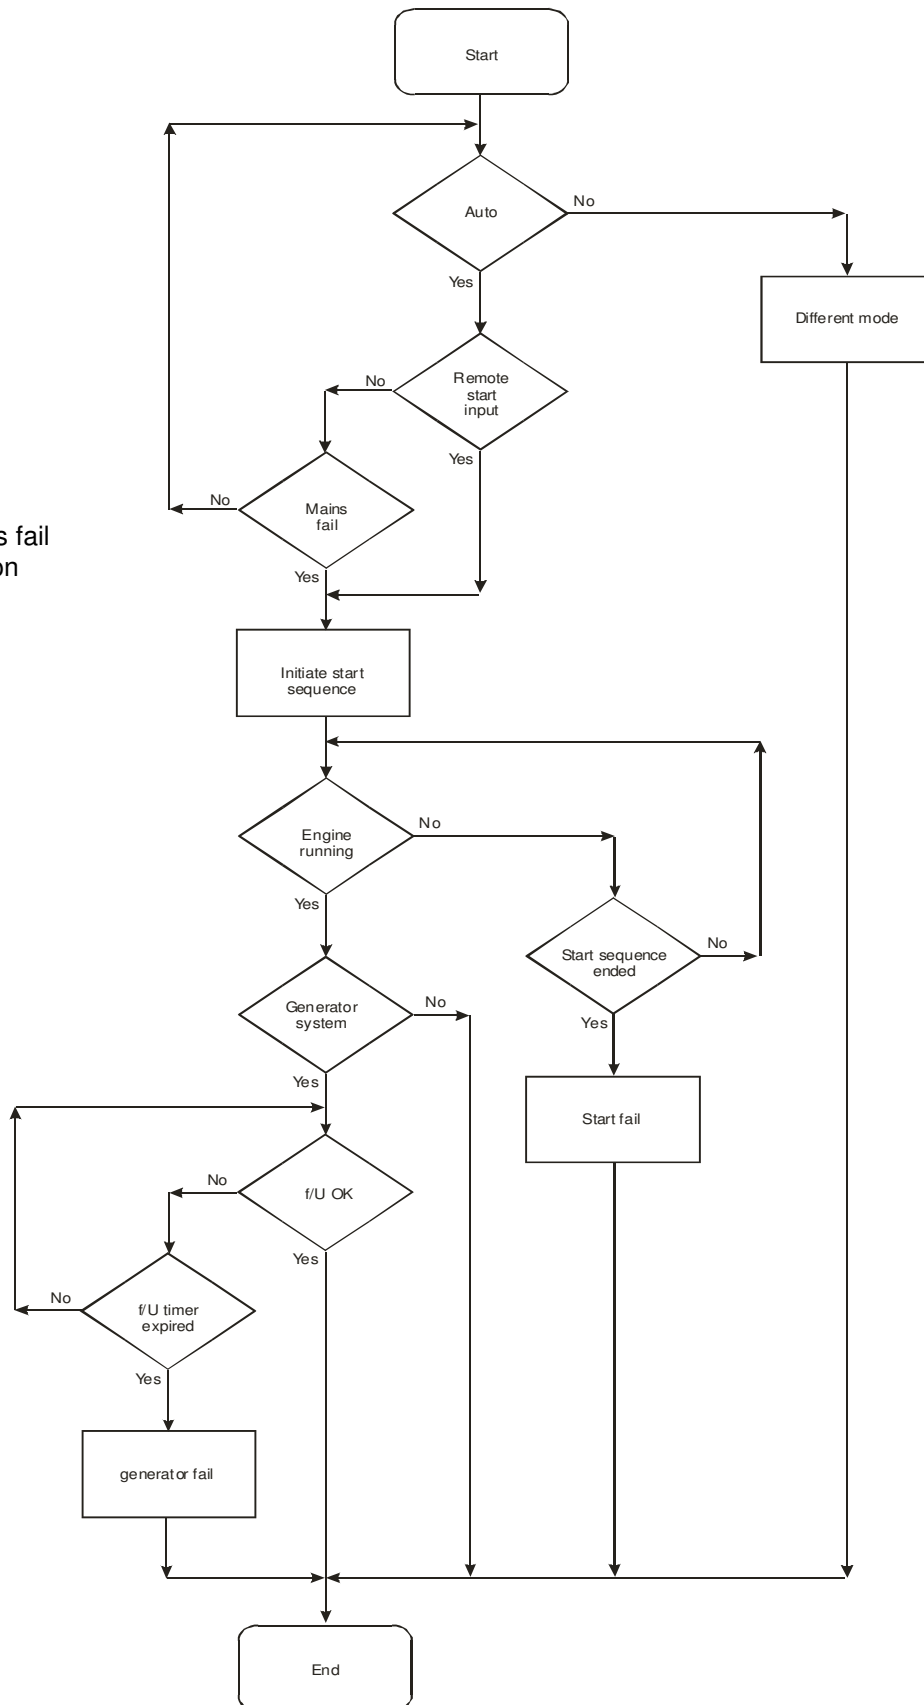 Start
Auto
No
Yes
Different mode
Remote
start
input
No
Yes
Mains
fail
No
Yes
s fail
on
Initiate start
sequence
Engine
running
No
Yes
Start sequence
ended
No
Yes
Generator
system
No
Yes
Start fail
f/U OK
No
Yes
f/U timer
expired
No
Yes
generator fail
End